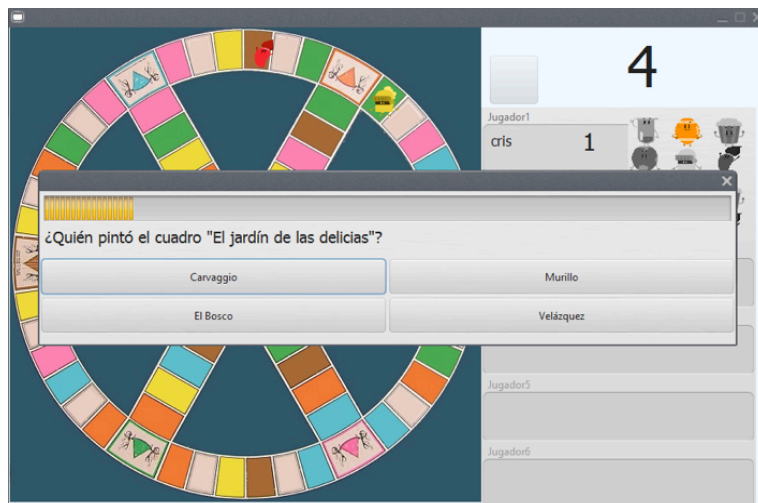 4
Jugador1
cris 1
¿Quién pintó el cuadro "El jardín de las delicias"?
Carvaggio
Murillo
El Bosco
Velázquez
Jugador5
Jugador6